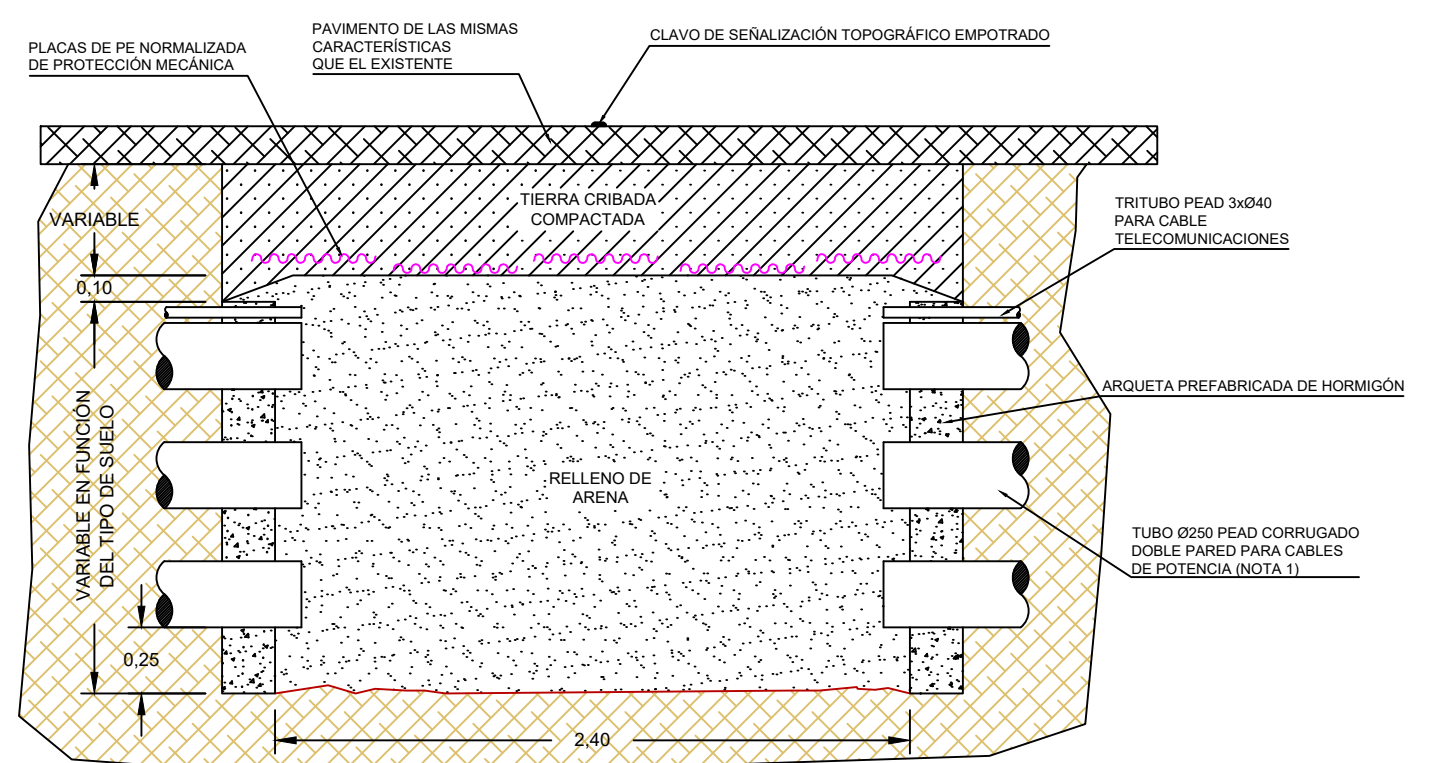 PLACAS DE PE NORMALIZADA
DE PROTECCIÓN MECÁNICA
PAVIMENTO DE LAS MISMAS
CARACTERÍSTICAS
QUE EL EXISTENTE
CLAVO DE SEÑALIZACIÓN TOPOGRÁFICO EMPOTRADO
VARIABLE
TIERRA CRIBADA
COMPACTADA
TRITUBO PEAD 3xØ40
PARA CABLE
TELECOMUNICACIONES
0,10
ARQUETA PREFABRICADA DE HORMIGÓN
VARIABLE EN FUNCIÓN
DEL TIPO DE SUELO
RELLENO DE
ARENA
TUBO Ø250 PEAD CORRUGADO
DOBLE PARED PARA CABLES
DE POTENCIA (NOTA 1)
0,25
2,40